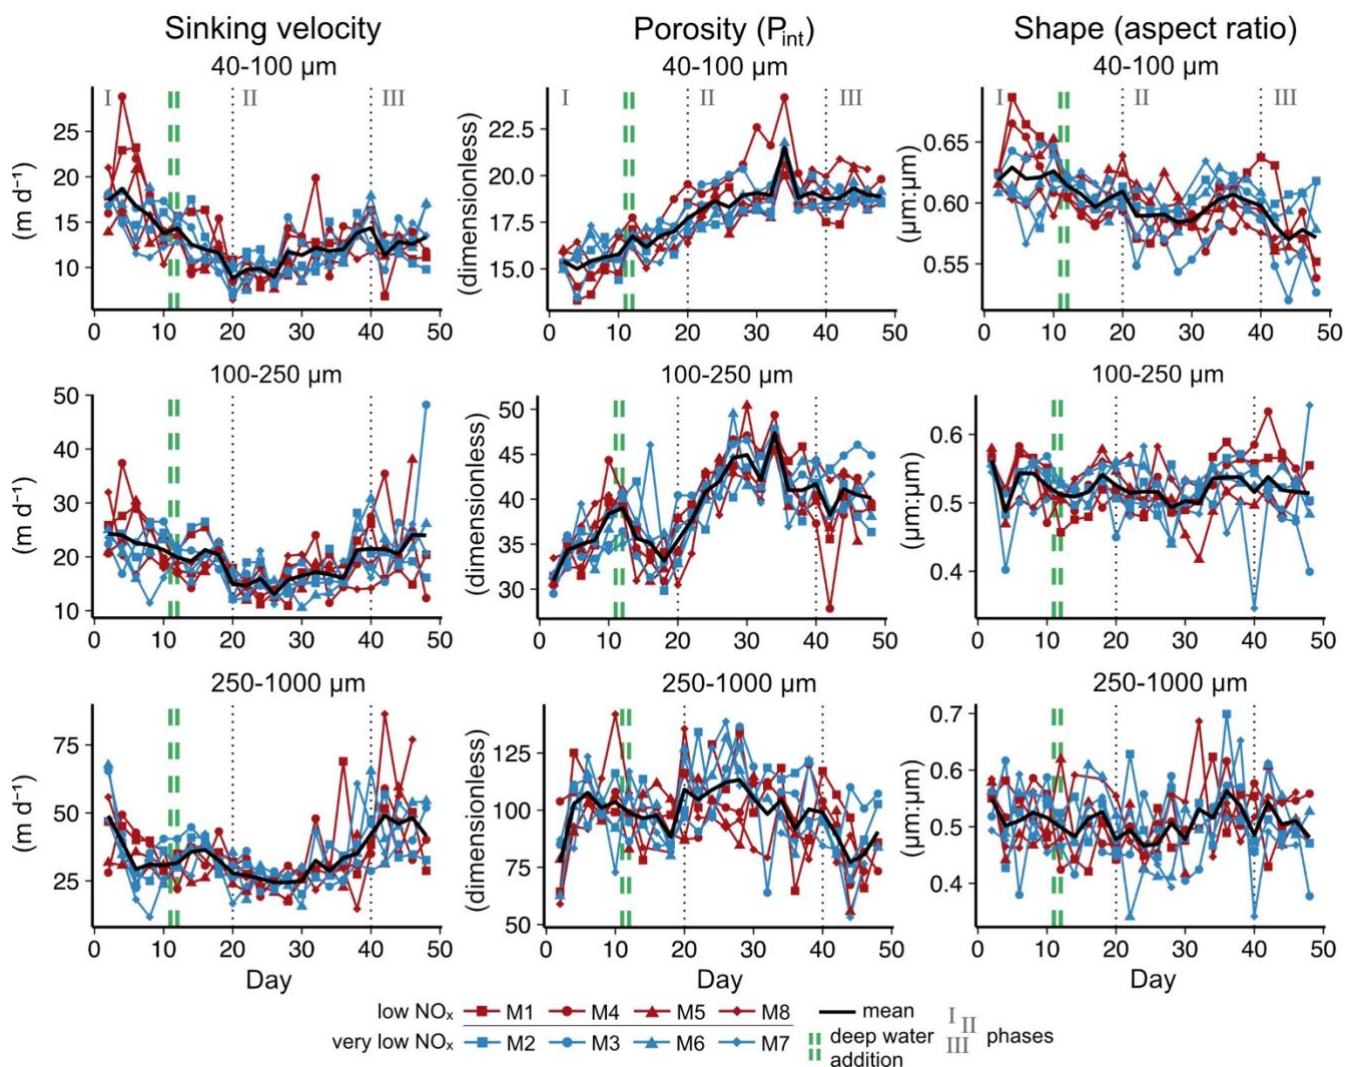 Sinking velocity Porosity (Pint) Shape (aspect ratio)
40-100 µm 40-100 µm 40-100 µm
I II III I II III I II III
(m d⁻¹)
25
20
15
10
0 10 20 30 40 50
(dimensionless)
22.5
20.0
17.5
15.0
0 10 20 30 40 50
(µm:µm)
0.65
0.60
0.55
0 10 20 30 40 50
100-250 µm 100-250 µm 100-250 µm
(m d⁻¹)
50
40
30
20
10
0 10 20 30 40 50
(dimensionless)
50
45
40
35
30
0 10 20 30 40 50
(µm:µm)
0.6
0.5
0.4
0 10 20 30 40 50
250-1000 µm 250-1000 µm 250-1000 µm
(m d⁻¹)
75
50
25
0 10 20 30 40 50
Day
(dimensionless)
125
100
75
50
0 10 20 30 40 50
Day
(µm:µm)
0.7
0.6
0.5
0.4
0 10 20 30 40 50
Day
low NOₓ M1 M4 M5 M8 mean
very low NOₓ M2 M3 M6 M7 deep water addition
I II III phases